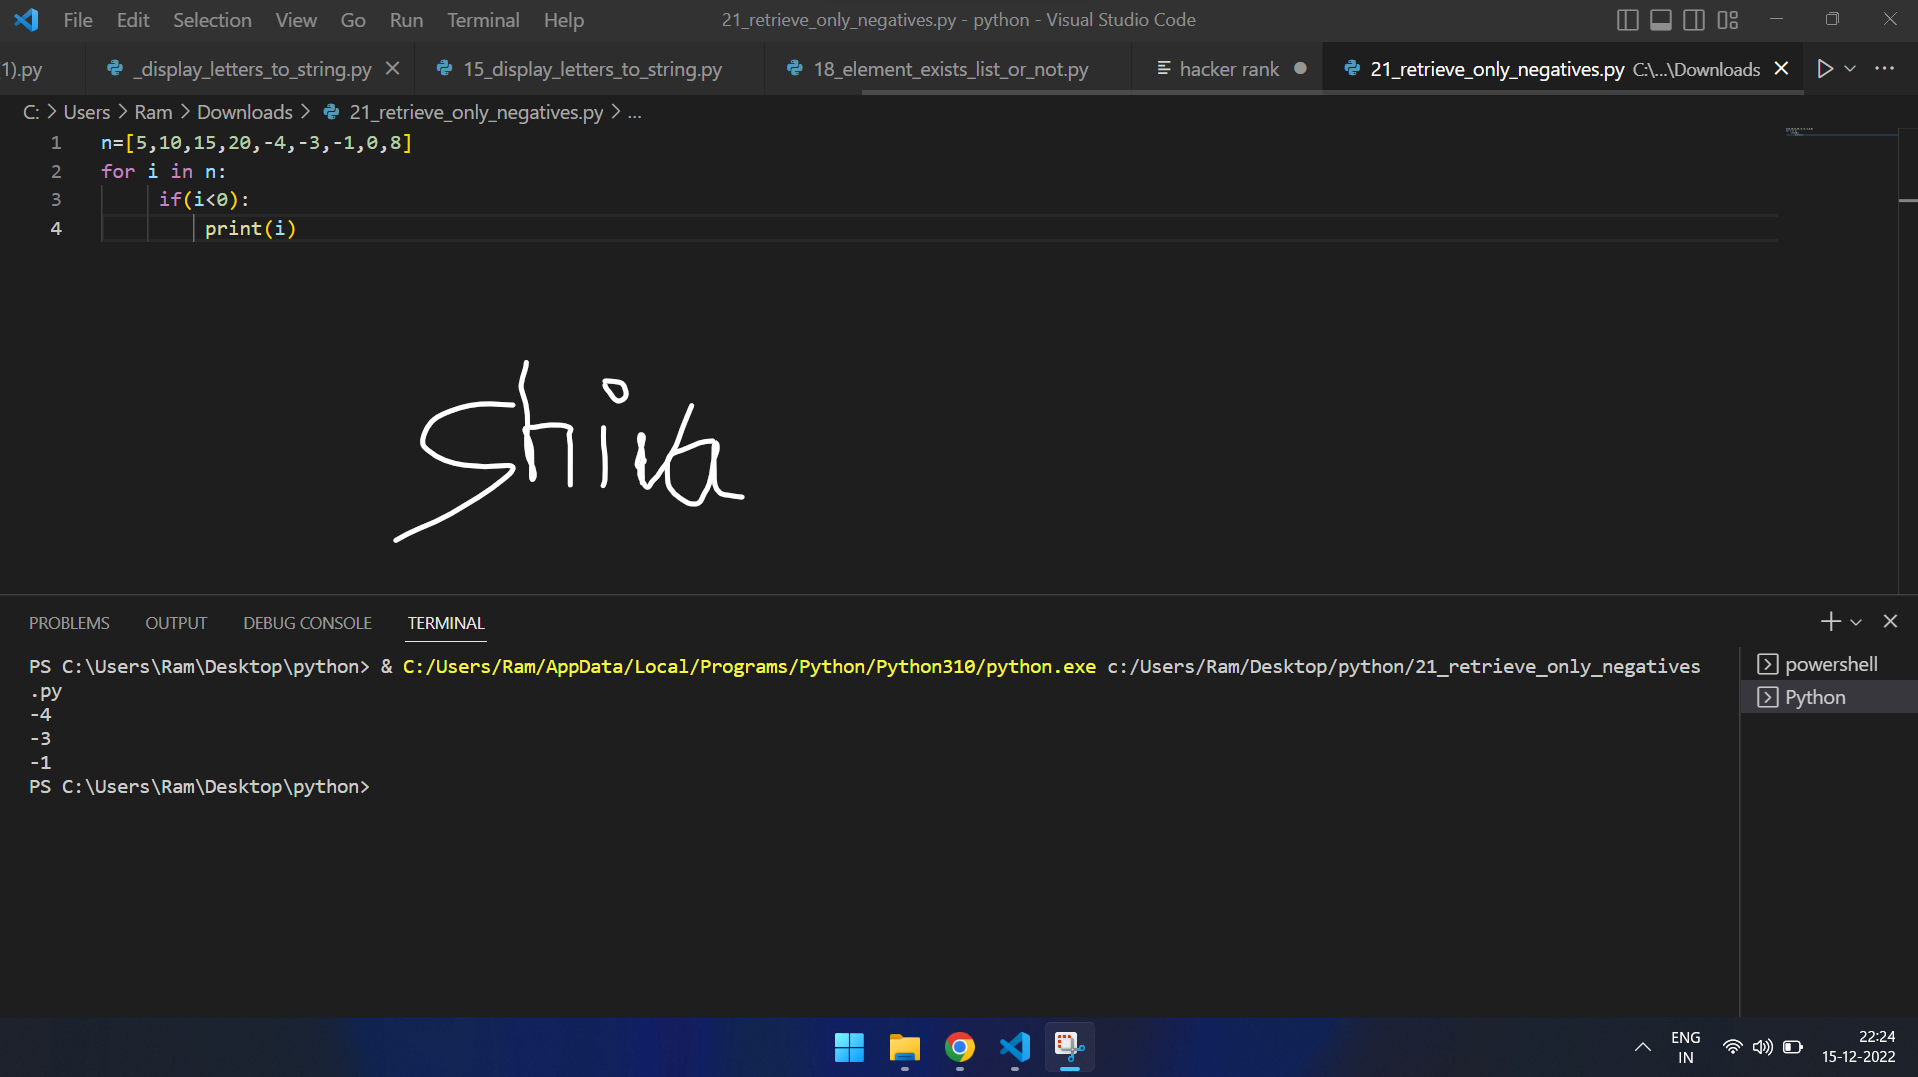 File Edit Selection View Go Run Terminal Help 21_retrieve_only_negatives.py - python - Visual Studio Code
1).py _display_letters_to_string.py 15_display_letters_to_string.py 18_element_exists_list_or_not.py hacker rank 21_retrieve_only_negatives.py C:\...\Downloads
C: > Users > Ram > Downloads > 21_retrieve_only_negatives.py > ...
1 n=[5,10,15,20,-4,-3,-1,0,8]
2 for i in n:
3 if(i<0):
4 print(i)
Shiva
PROBLEMS OUTPUT DEBUG CONSOLE TERMINAL
PS C:\Users\Ram\Desktop\python> & C:/Users/Ram/AppData/Local/Programs/Python/Python310/python.exe c:/Users/Ram/Desktop/python/21_retrieve_only_negatives
.py
-4
-3
-1
PS C:\Users\Ram\Desktop\python>
powershell
Python
ENG
IN
22:24
15-12-2022